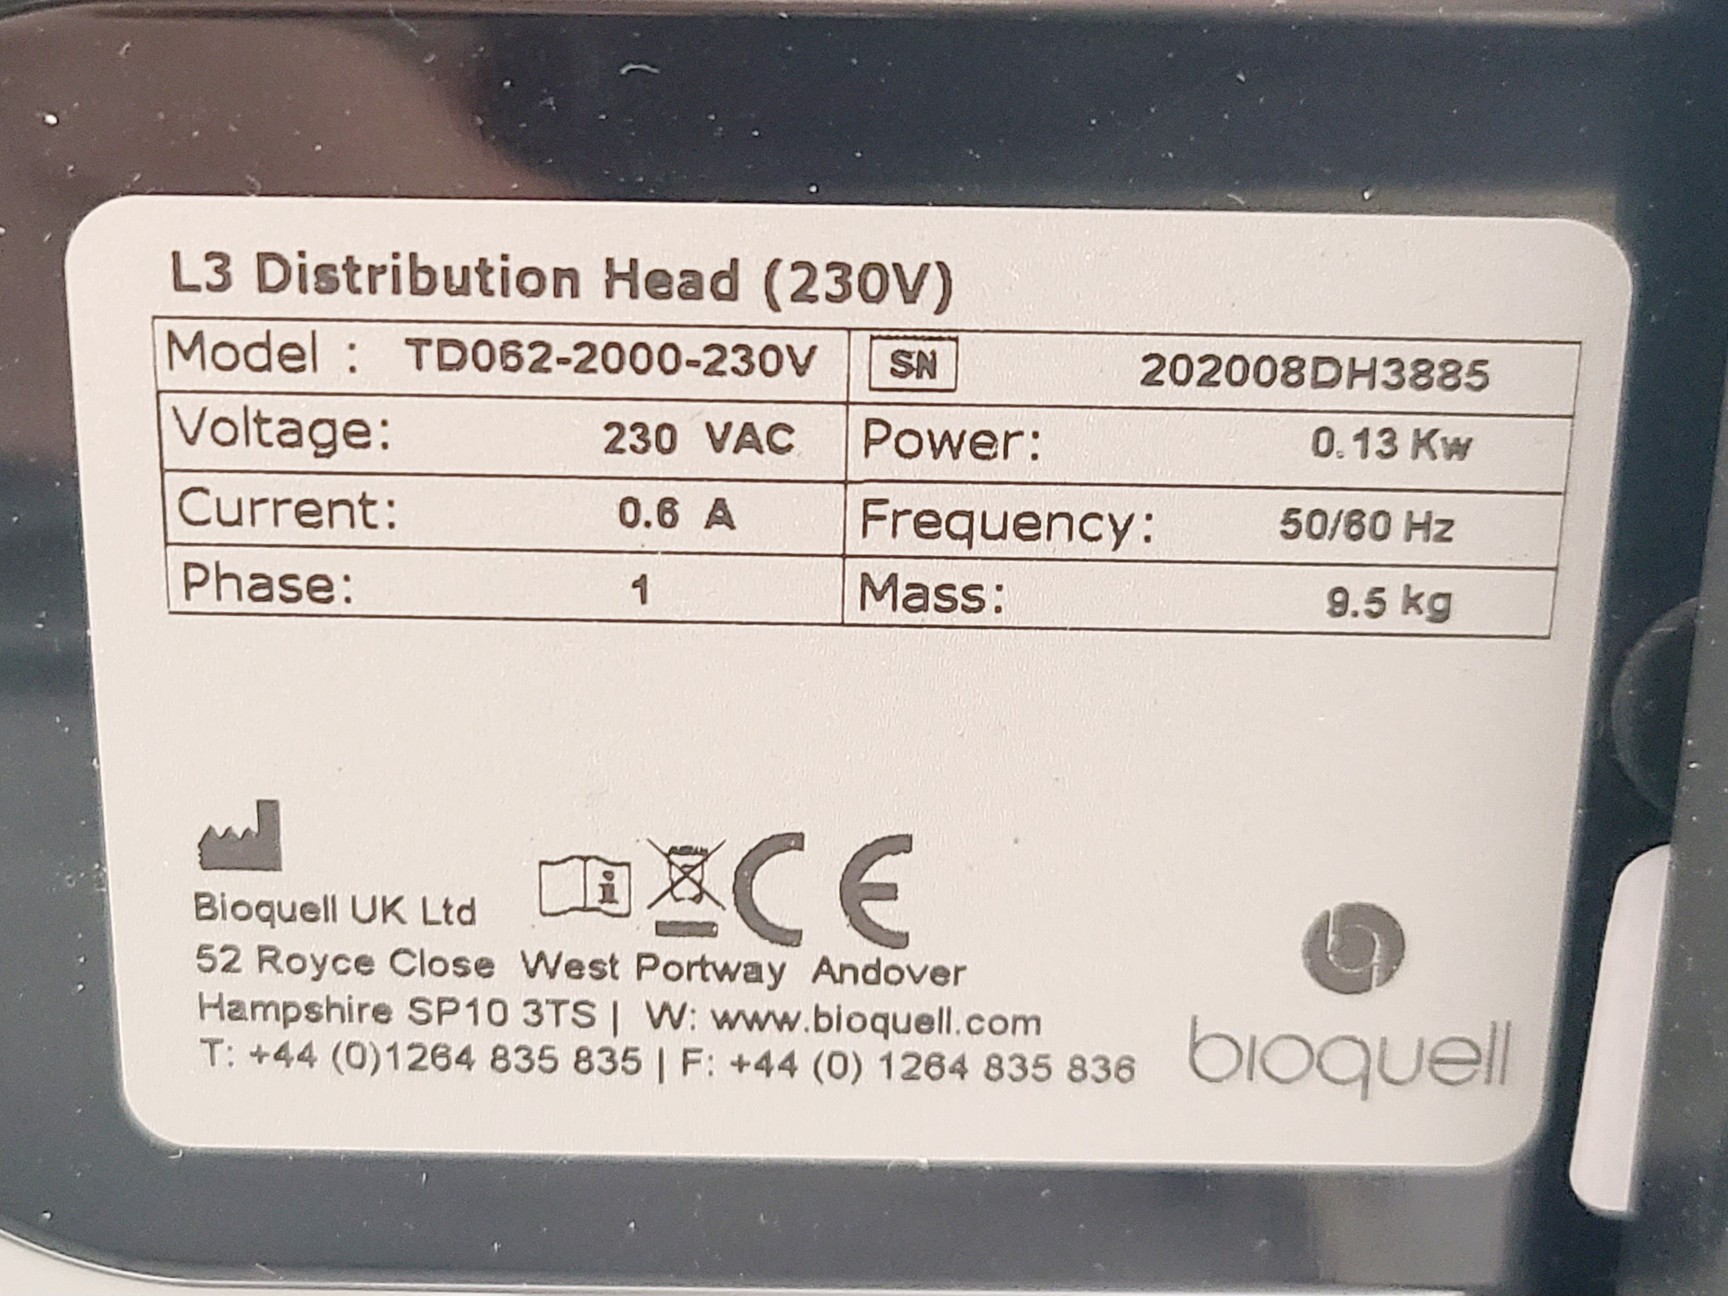 L3 Distribution Head (230V)
Model : TD062-2000-230V SN 202008DH3885
Voltage: 230 VAC Power: 0.13 Kw
Current: 0.6 A Frequency: 50/60 Hz
Phase: 1 Mass: 9.5 kg
Bioquell UK Ltd
i
CE
52 Royce Close West Portway Andover
Hampshire SP10 3TS | W: www.bioquell.com
T: +44 (0)1264 835 835 | F: +44 (0) 1264 835 836
bioquell